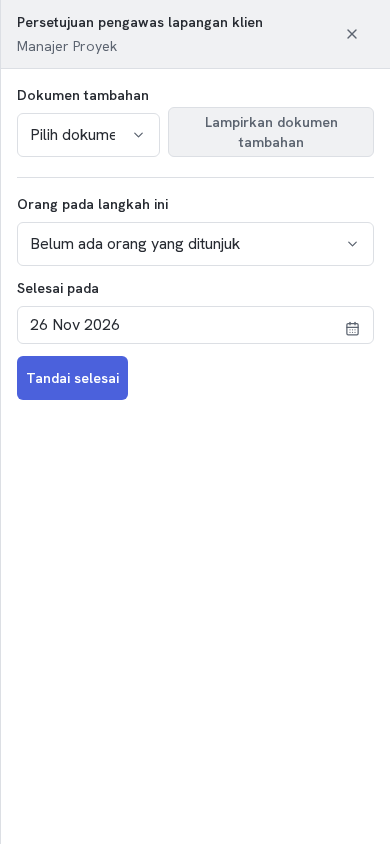 Persetujuan pengawas lapangan klien
Manajer Proyek
Dokumen tambahan
Pilih dokume
Lampirkan dokumen
tambahan
Orang pada langkah ini
Belum ada orang yang ditunjuk
Selesai pada
26 Nov 2026
Tandai selesai